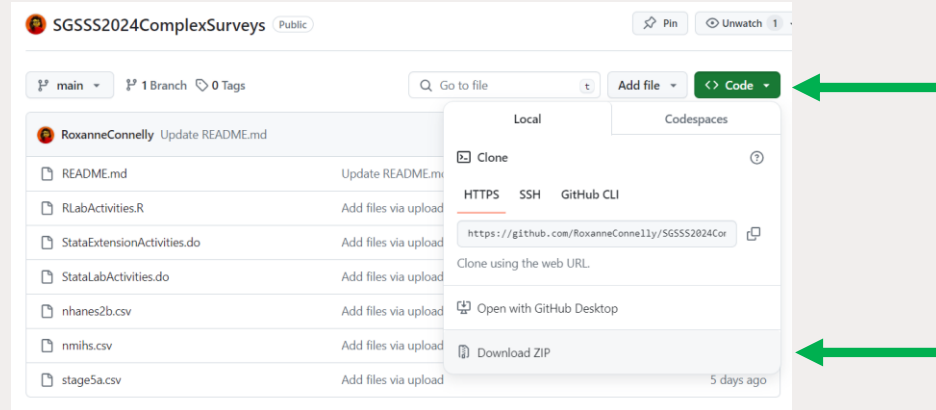 SGSSS2024ComplexSurveys Public
Pin
Unwatch 1
main
1 Branch
0 Tags
Go to file t
Add file
<> Code
RoxanneConnelly Update README.md
Local
Codespaces
Clone
HTTPS SSH GitHub CLI
https://github.com/RoxanneConnelly/SGSSS2024Cor
Clone using the web URL.
Open with GitHub Desktop
Download ZIP
README.md Update README.m
RLabActivities.R Add files via upload
StataExtensionActivities.do Add files via upload
StataLabActivities.do Add files via upload
nhanes2b.csv Add files via upload
nmihs.csv Add files via upload
stage5a.csv Add files via upload 5 days ago